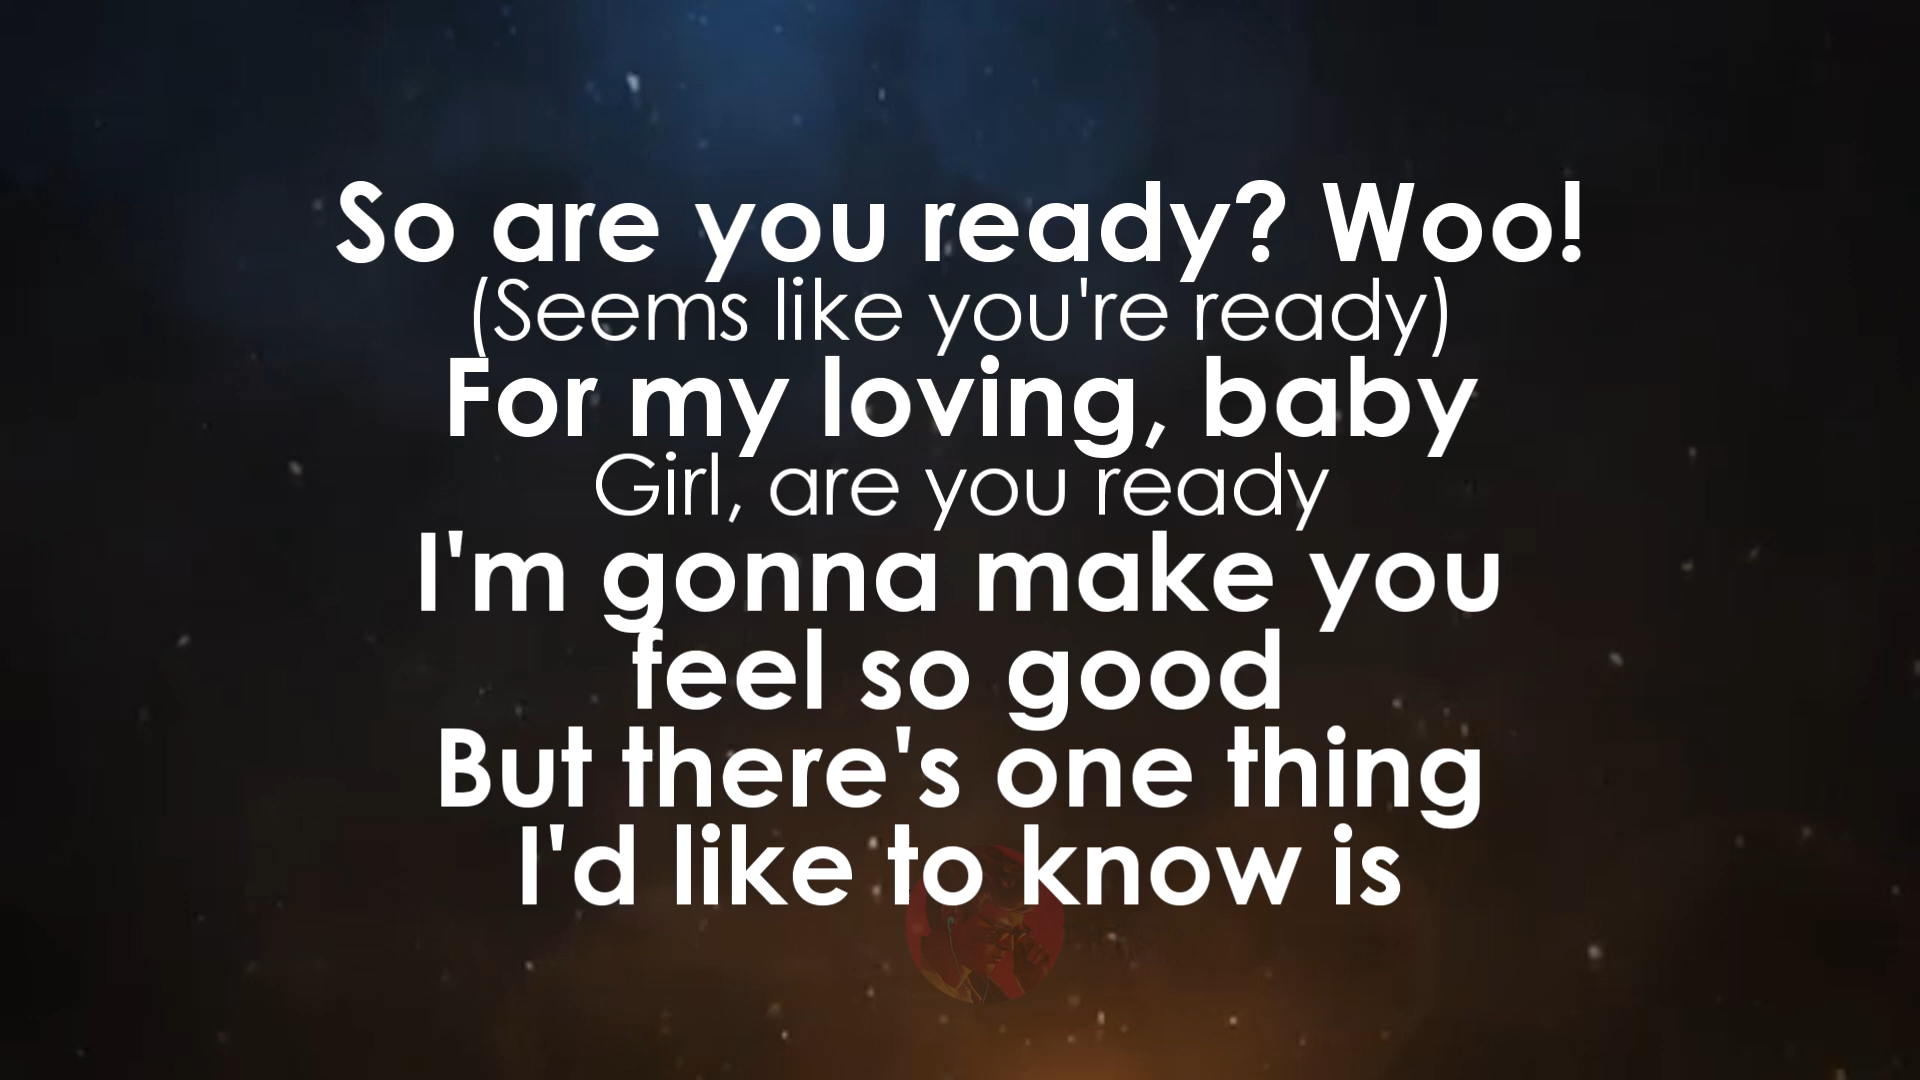 So are you ready? Woo!
(Seems like you're ready)
For my loving, baby
Girl, are you ready
I'm gonna make you
feel so good
But there's one thing
I'd like to know is